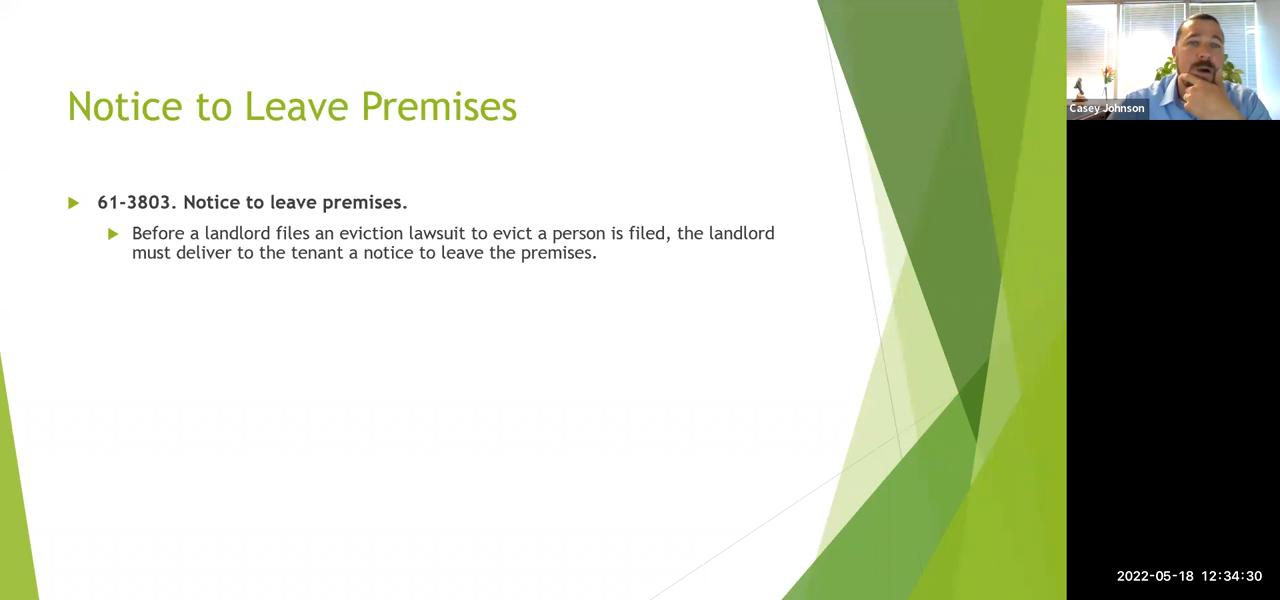 Notice to Leave Premises
61-3803. Notice to leave premises.
Before a landlord files an eviction lawsuit to evict a person is filed, the landlord
must deliver to the tenant a notice to leave the premises.
Casey Johnson
2022-05-18 12:34:30